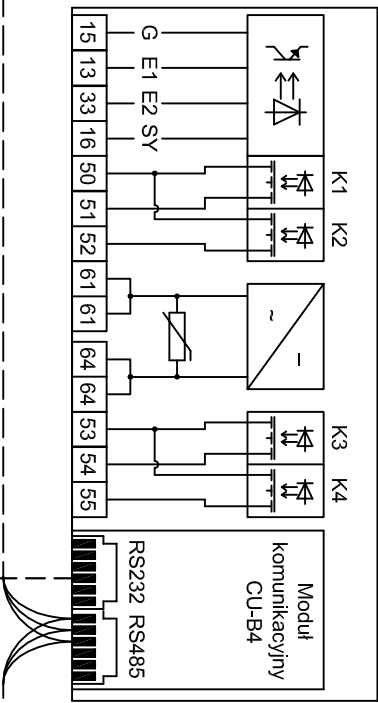 15
G
13
E1
33
E2
16
SY
50
51
52
61
61
64
64
53
54
55
K1
K2
~
–
K3
K4
RS232
RS485
Moduł
komunikacyjny
CU-B4